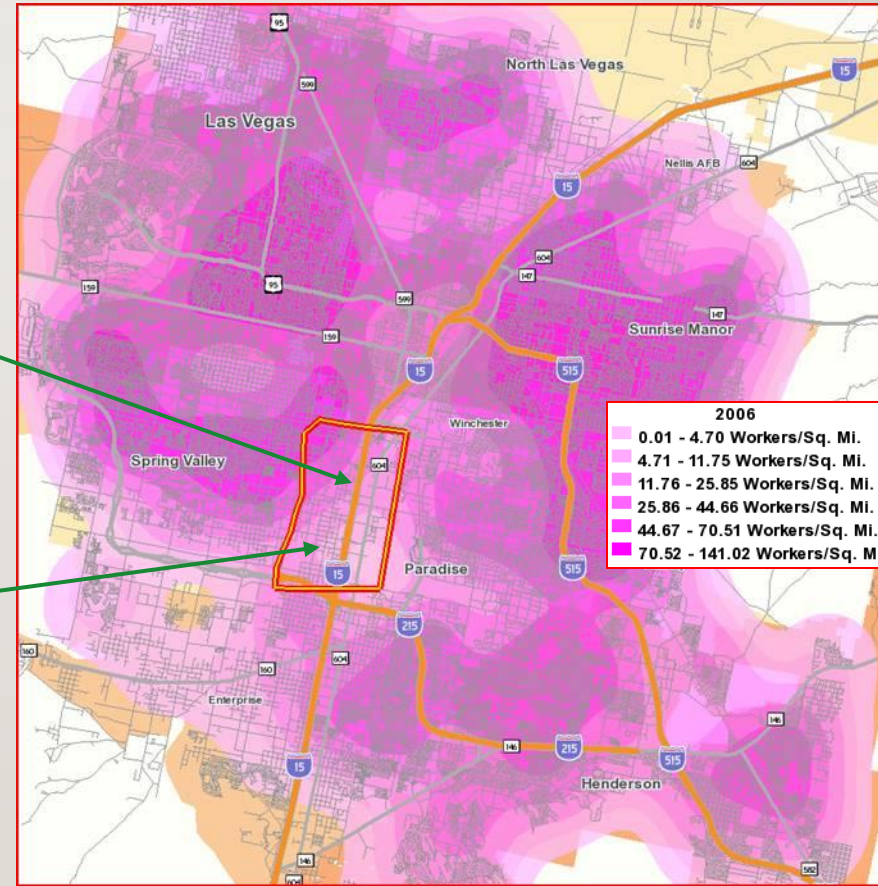 95
599
North Las Vegas
15
Las Vegas
Nellis AFB
604
15
604
147
159
95
599
147
159
Sunrise Manor
15
515
2006
0.01 - 4.70 Workers/Sq. Mi.
4.71 - 11.75 Workers/Sq. Mi.
11.76 - 25.85 Workers/Sq. Mi.
25.86 - 44.66 Workers/Sq. Mi.
44.67 - 70.51 Workers/Sq. Mi.
70.52 - 141.02 Workers/Sq. M
Winchester
Spring Valley
604
15
Paradise
515
215
160
604
160
Enterprise
146
146
215
515
15
Henderson
146
582
604